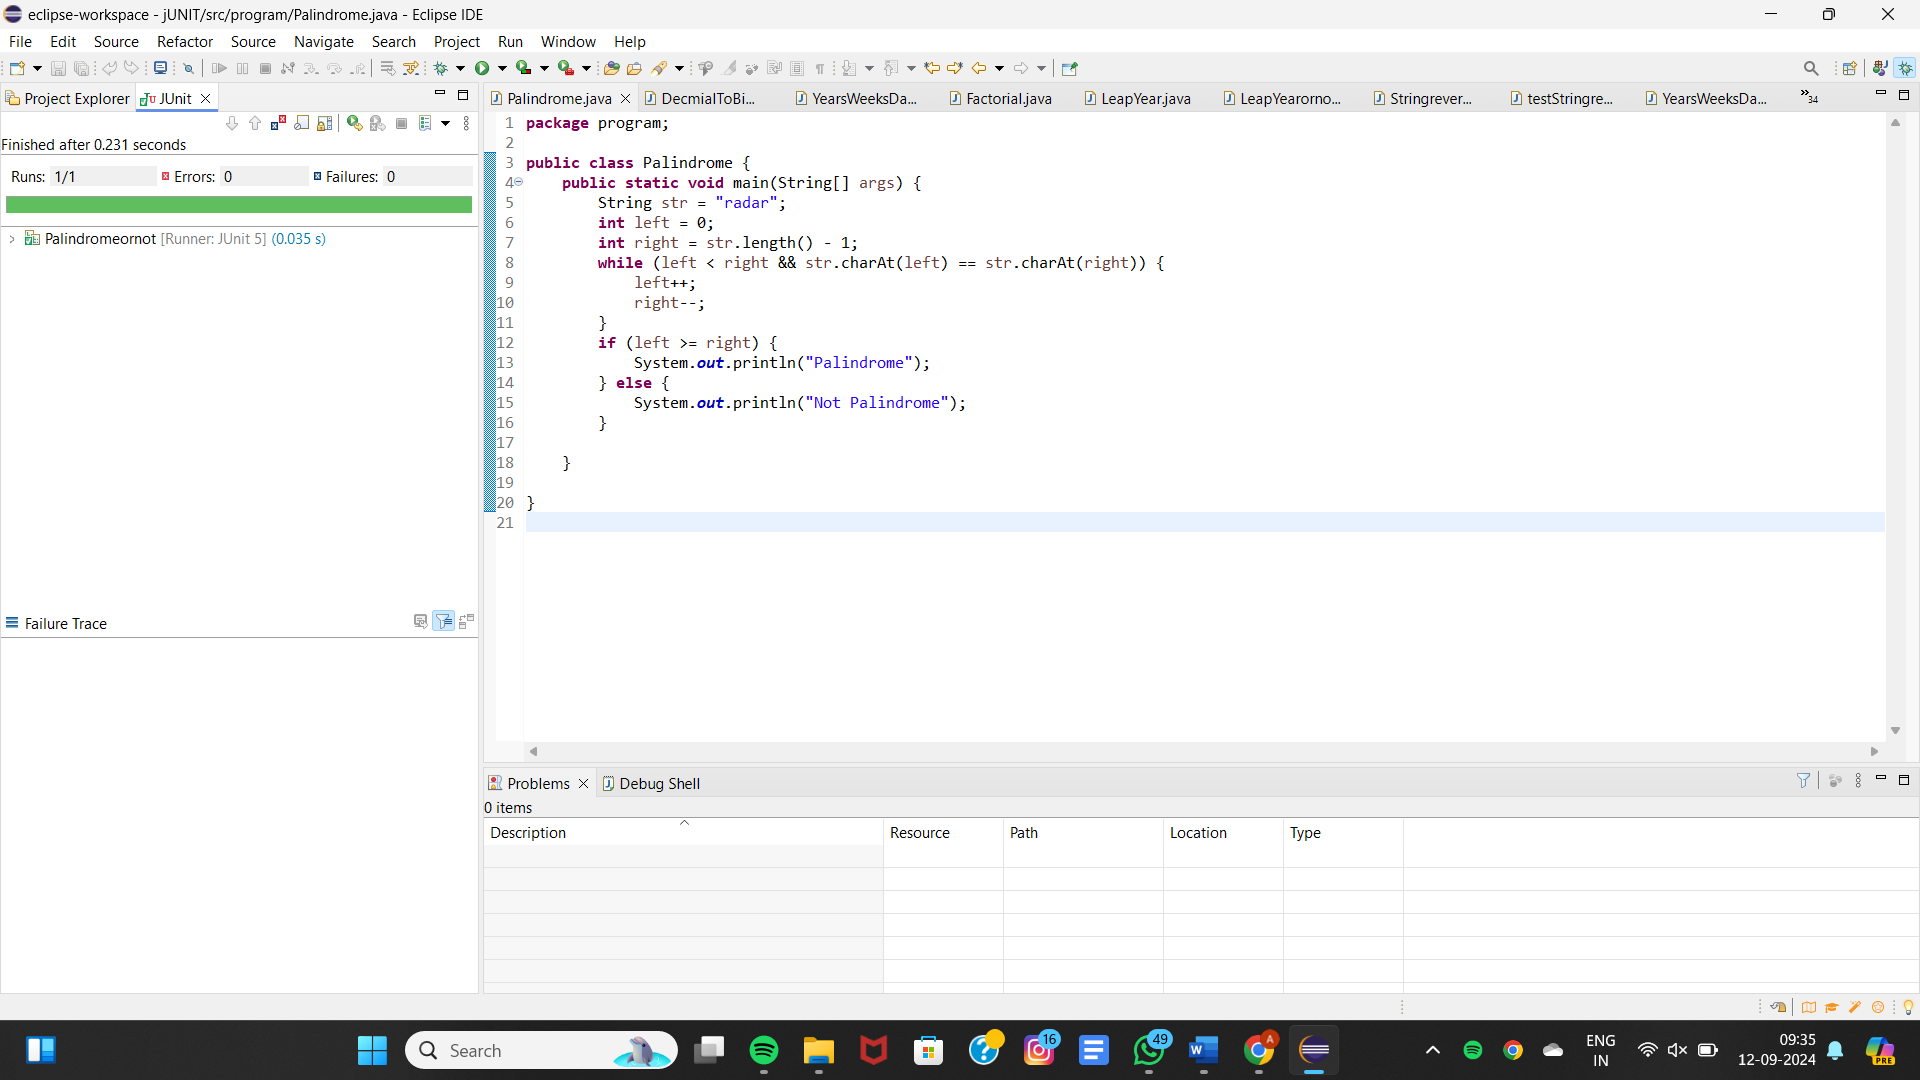 eclipse-workspace - jUNIT/src/program/Palindrome.java - Eclipse IDE
File Edit Source Refactor Source Navigate Search Project Run Window Help
Project Explorer JUnit
Palindrome.java DecmialToBi... YearsWeeksDa... Factorial.java LeapYear.java LeapYearorno... Stringrever... testStringre... YearsWeeksDa... »34
Finished after 0.231 seconds
Runs: 1/1 Errors: 0 Failures: 0
Palindromeornot [Runner: JUnit 5] (0.035 s)
Failure Trace
1 package program;
2
3 public class Palindrome {
4 public static void main(String[] args) {
5 String str = "radar";
6 int left = 0;
7 int right = str.length() - 1;
8 while (left < right && str.charAt(left) == str.charAt(right)) {
9 left++;
10 right--;
11 }
12 if (left >= right) {
13 System.out.println("Palindrome");
14 } else {
15 System.out.println("Not Palindrome");
16 }
17
18 }
19
20 }
21
Problems Debug Shell
0 items
Description Resource Path Location Type
Search
16
49
A
ENG
IN
09:35
12-09-2024
PRE